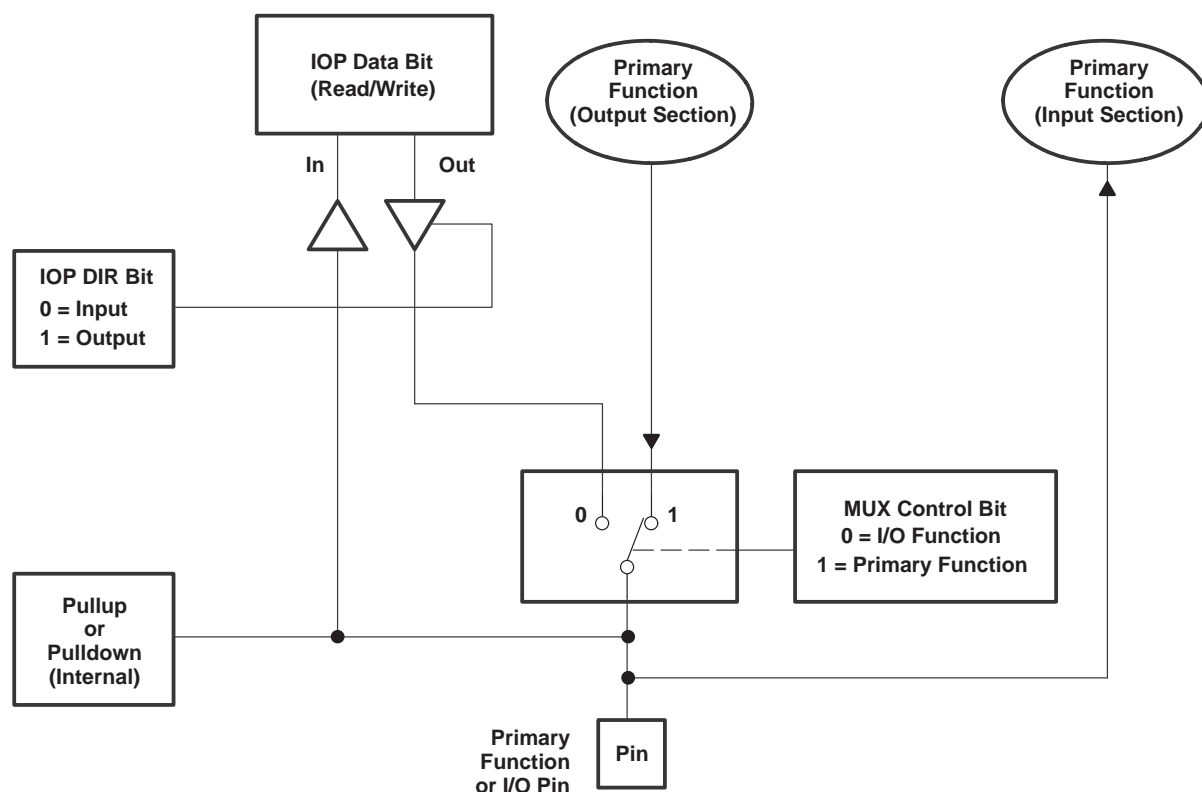 IOP Data Bit
(Read/Write)
Primary
Function
(Output Section)
Primary
Function
(Input Section)
In
Out
IOP DIR Bit
0 = Input
1 = Output
0
1
MUX Control Bit
0 = I/O Function
1 = Primary Function
Pullup
or
Pulldown
(Internal)
Primary
Function
or I/O Pin
Pin